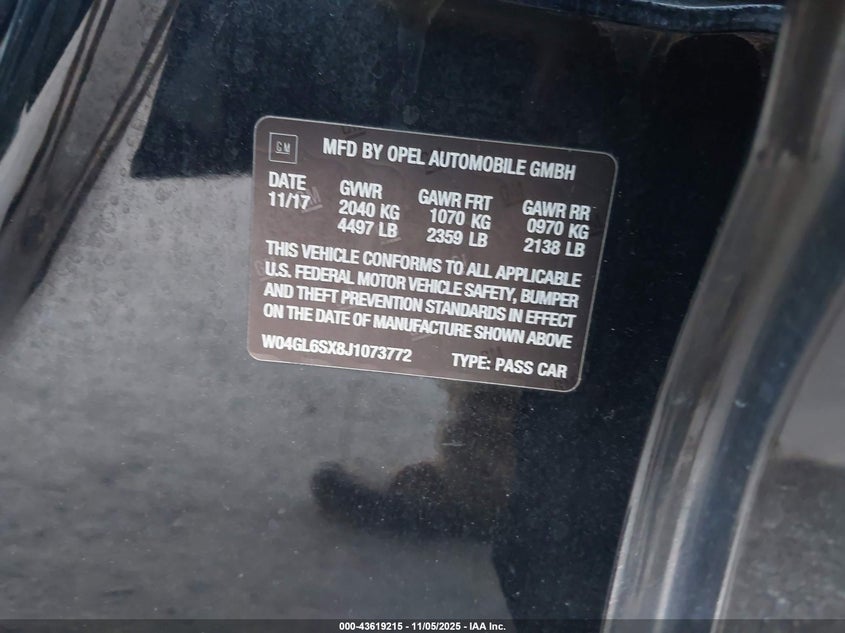 GM
MFD BY OPEL AUTOMOBILE GMBH
DATE GVWR GAWR FRT GAWR RR
11/17 2040 KG 1070 KG 0970 KG
4497 LB 2359 LB 2138 LB
THIS VEHICLE CONFORMS TO ALL APPLICABLE
U.S. FEDERAL MOTOR VEHICLE SAFETY, BUMPER
AND THEFT PREVENTION STANDARDS IN EFFECT
ON THE DATE OF MANUFACTURE SHOWN ABOVE
W04GL6SX8J1073772 TYPE: PASS CAR
000-43619215 - 11/05/2025 - IAA Inc.